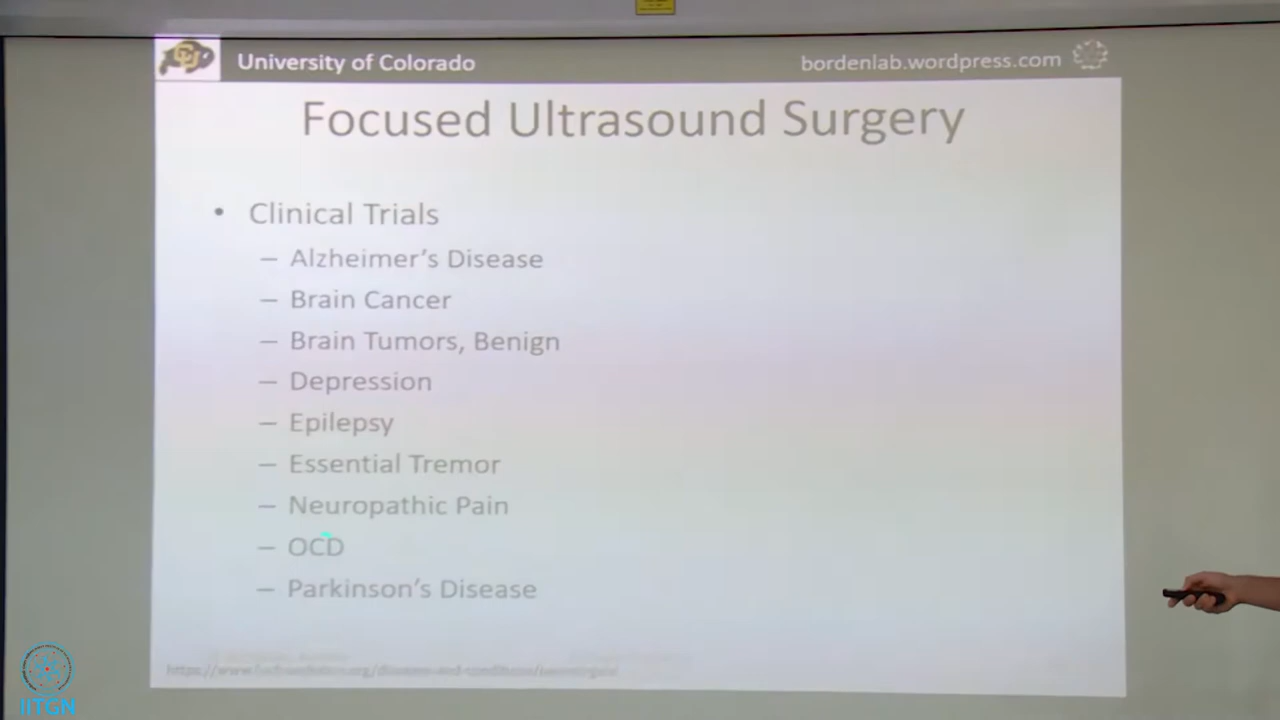 University of Colorado
bordenlab.wordpress.com
Focused Ultrasound Surgery
• Clinical Trials
– Alzheimer's Disease
– Brain Cancer
– Brain Tumors, Benign
– Depression
– Epilepsy
– Essential Tremor
– Neuropathic Pain
– OCD
– Parkinson's Disease
IITGN